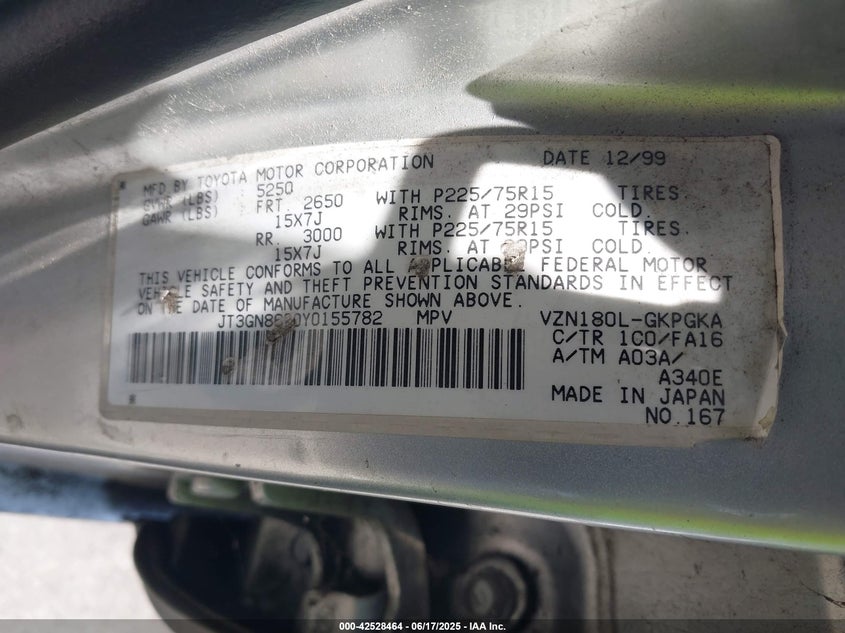 MFD. BY TOYOTA MOTOR CORPORATION DATE 12/99
GVWR (LBS) 5250
GAWR (LBS) FRT. 2650 WITH P225/75R15 TIRES.
15X7J RIMS. AT 29PSI COLD.
RR. 3000 WITH P225/75R15 TIRES.
15X7J RIMS. AT COLD.
THIS VEHICLE CONFORMS TO ALL APPLICABLE FEDERAL MOTOR
VEHICLE SAFETY AND THEFT PREVENTION STANDARDS IN EFFECT
ON THE DATE OF MANUFACTURE SHOWN ABOVE.
MPV VZN180L-GKPGKA
C/TR 1C0/FA16
A/TM A03A/
A340E
MADE IN JAPAN
NO.167
000-42528464 - 06/17/2025 - IAA Inc.